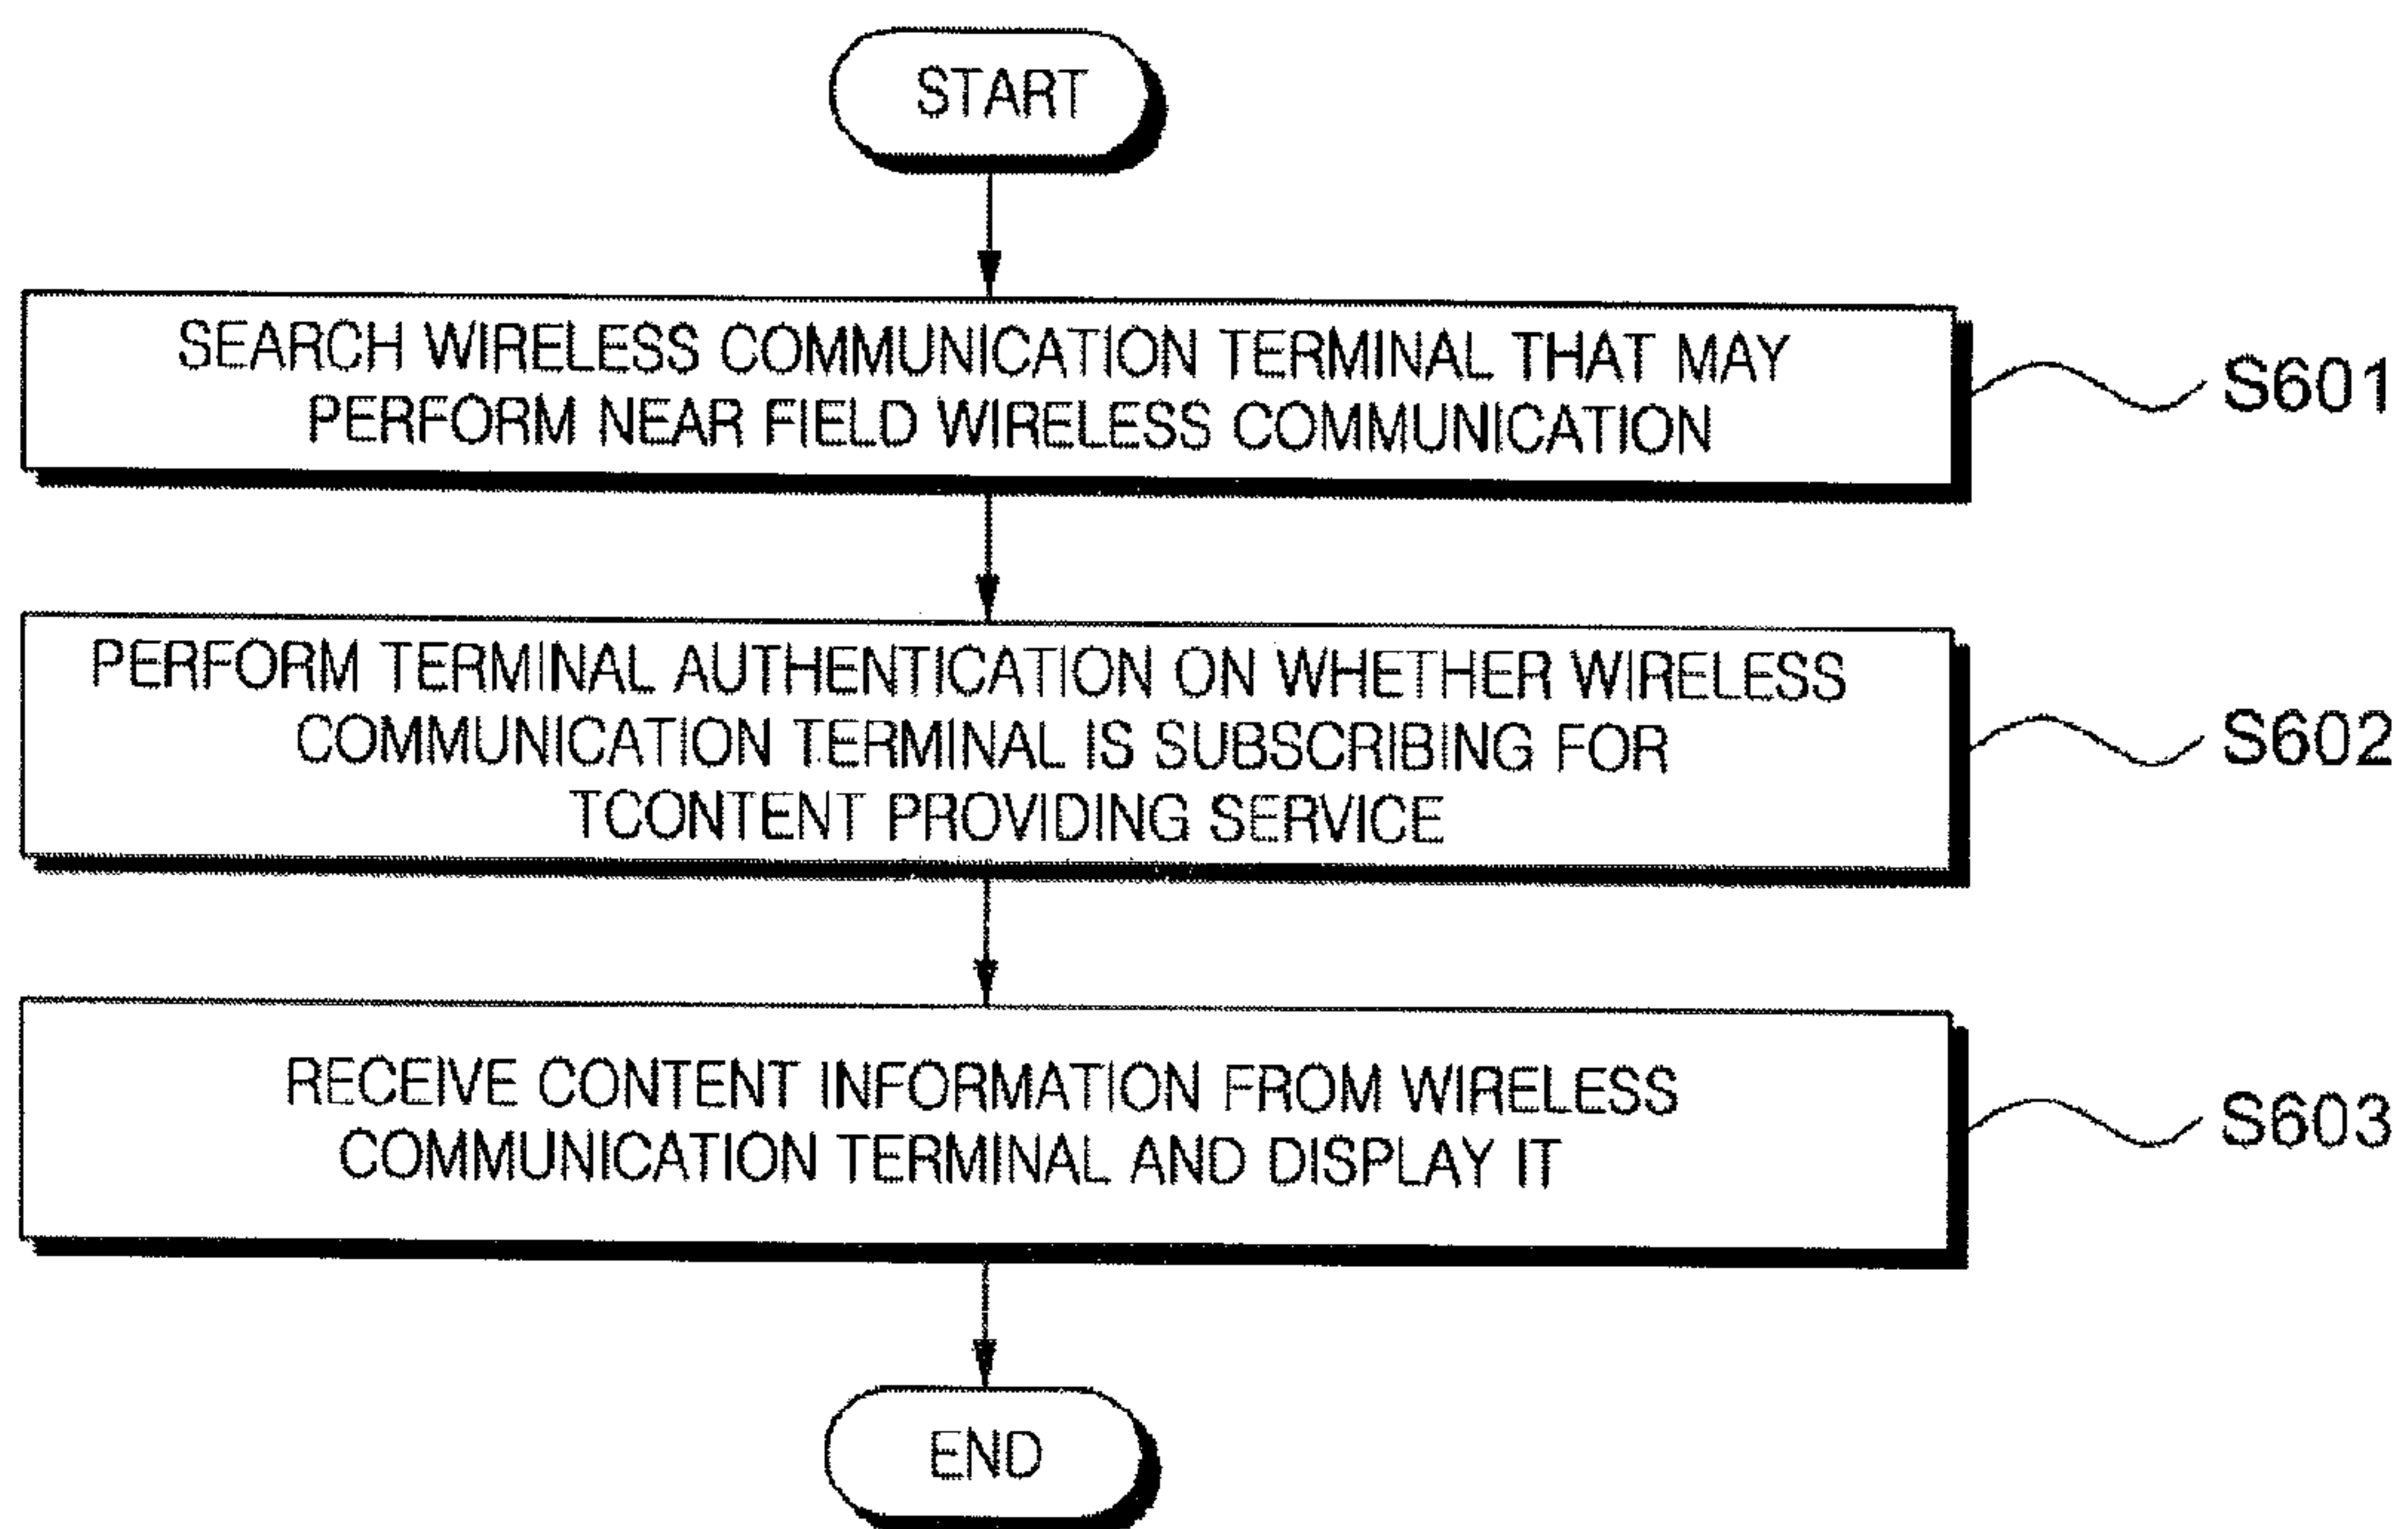 START
SEARCH WIRELESS COMMUNICATION TERMINAL THAT MAY
PERFORM NEAR FIELD WIRELESS COMMUNICATION
S601
PERFORM TERMINAL AUTHENTICATION ON WHETHER WIRELESS
COMMUNICATION TERMINAL IS SUBSCRIBING FOR
TCONTENT PROVIDING SERVICE
S602
RECEIVE CONTENT INFORMATION FROM WIRELESS
COMMUNICATION TERMINAL AND DISPLAY IT
S603
END